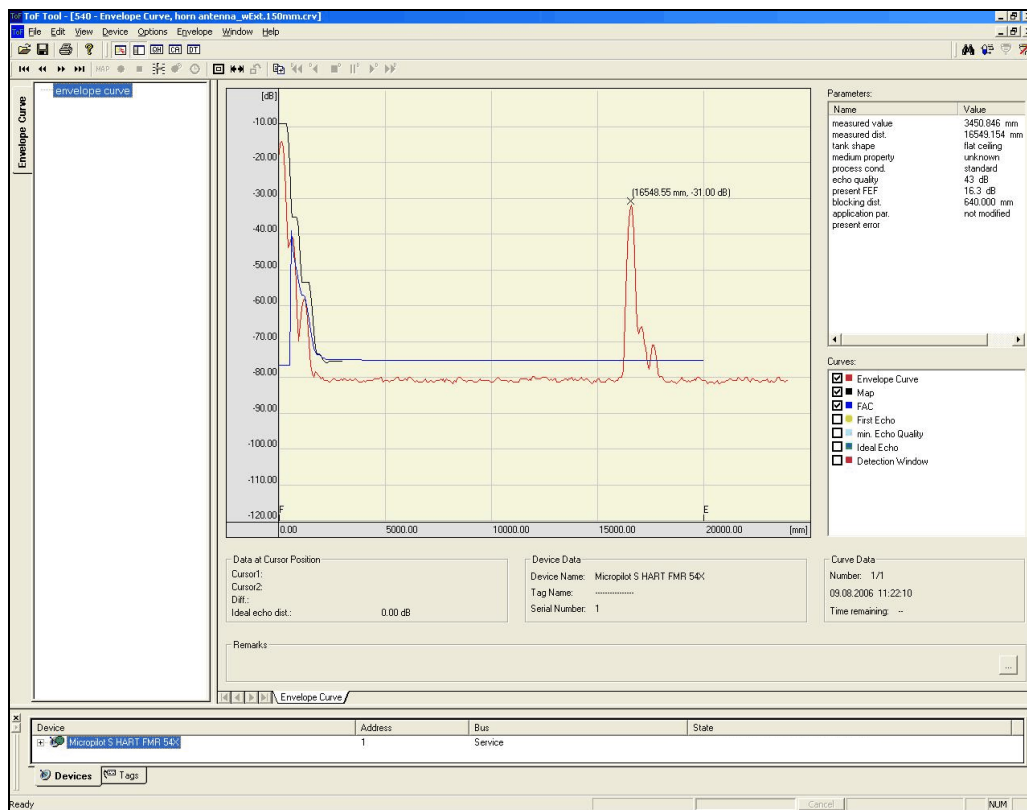 ToF Tool - [540 - Envelope Curve, horn antenna_wExt.150mm.crv]
File Edit View Device Options Envelope Window Help
MAP
Envelope Curve
envelope curve
[dB]
-10.00
-20.00
-30.00
-40.00
-50.00
-60.00
-70.00
-80.00
-90.00
-100.00
-110.00
-120.00
(16548.55 mm, -31.00 dB)
F
E
0.00 5000.00 10000.00 15000.00 20000.00 [mm]
Parameters:
Name Value
measured value 3450.846 mm
measured dist. 16549.154 mm
tank shape flat ceiling
medium property unknown
process cond. standard
echo quality 43 dB
present FEF 16.3 dB
blocking dist. 640.000 mm
application par. not modified
present error
Curves:
Envelope Curve
Map
FAC
First Echo
min. Echo Quality
Ideal Echo
Detection Window
Data at Cursor Position
Cursor1:
Cursor2:
Diff.:
Ideal echo dist.: 0.00 dB
Device Data
Device Name: Micropilot S HART FMR 54X
Tag Name: ---------------
Serial Number: 1
Curve Data
Number: 1/1
09.08.2006 11:22:10
Time remaining: --
Remarks
...
Envelope Curve
Device Address Bus State
Micropilot S HART FMR 54X 1 Service
Devices Tags
Ready Cancel NUM